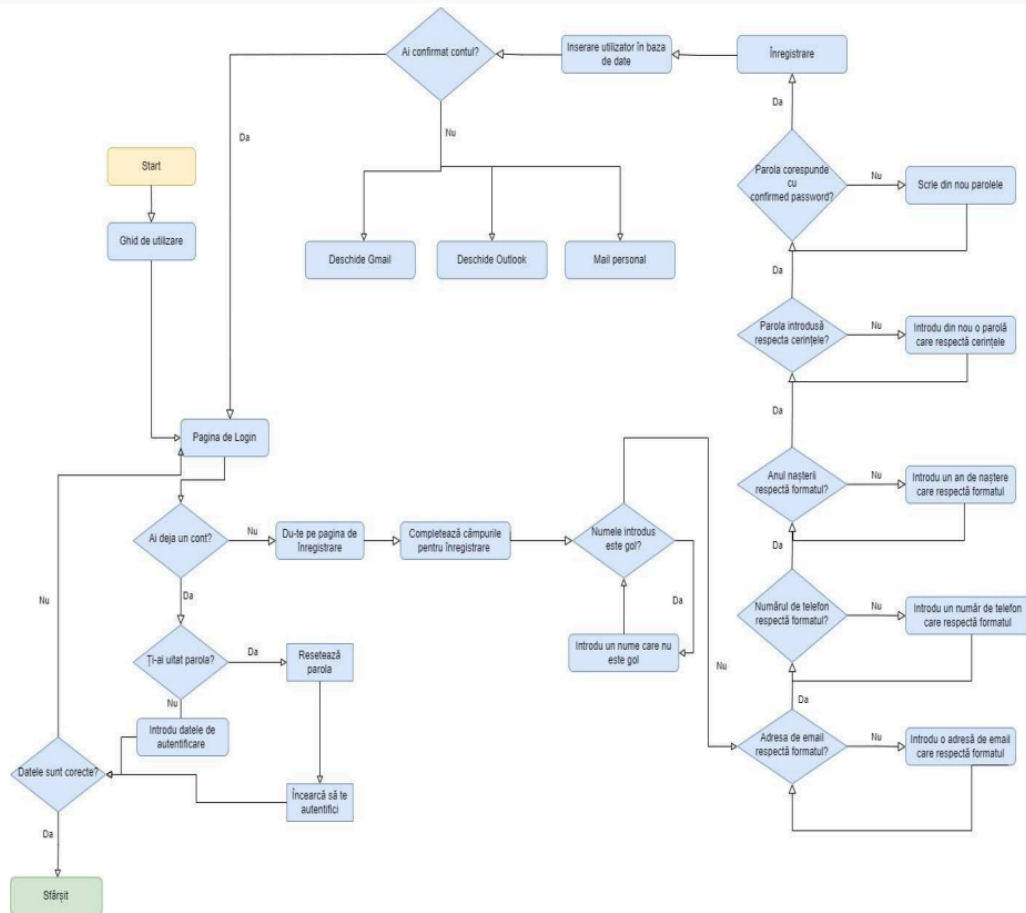 Ai confirmat contul?
Inserare utilizator în baza
de date
Înregistrare
Da
Nu
Da
Start
Parola corespunde
cu
confirmed password?
Nu
Scrie din nou parolele
Ghid de utilizare
Deschide Gmail
Deschide Outlook
Mail personal
Da
Parola introdusă
respecta cerințele?
Nu
Introdu din nou o parolă
care respectă cerințele
Da
Pagina de Login
Anul nașterii
respectă formatul?
Nu
Introdu un an de naștere
care respectă formatul
Ai deja un cont?
Nu
Du-te pe pagina de
înregistrare
Completează câmpurile
pentru înregistrare
Numele introdus
este gol?
Da
Nu
Da
Da
Numărul de telefon
respectă formatul?
Nu
Introdu un număr de telefon
care respectă formatul
Ți-ai uitat parola?
Da
Resetează
parola
Introdu un nume care nu
este gol
Nu
Nu
Da
Introdu datele de
autentificare
Adresa de email
respectă formatul?
Nu
Introdu o adresă de email
care respectă formatul
Datele sunt corecte?
Încearcă să te
autentifici
Da
Sfârșit